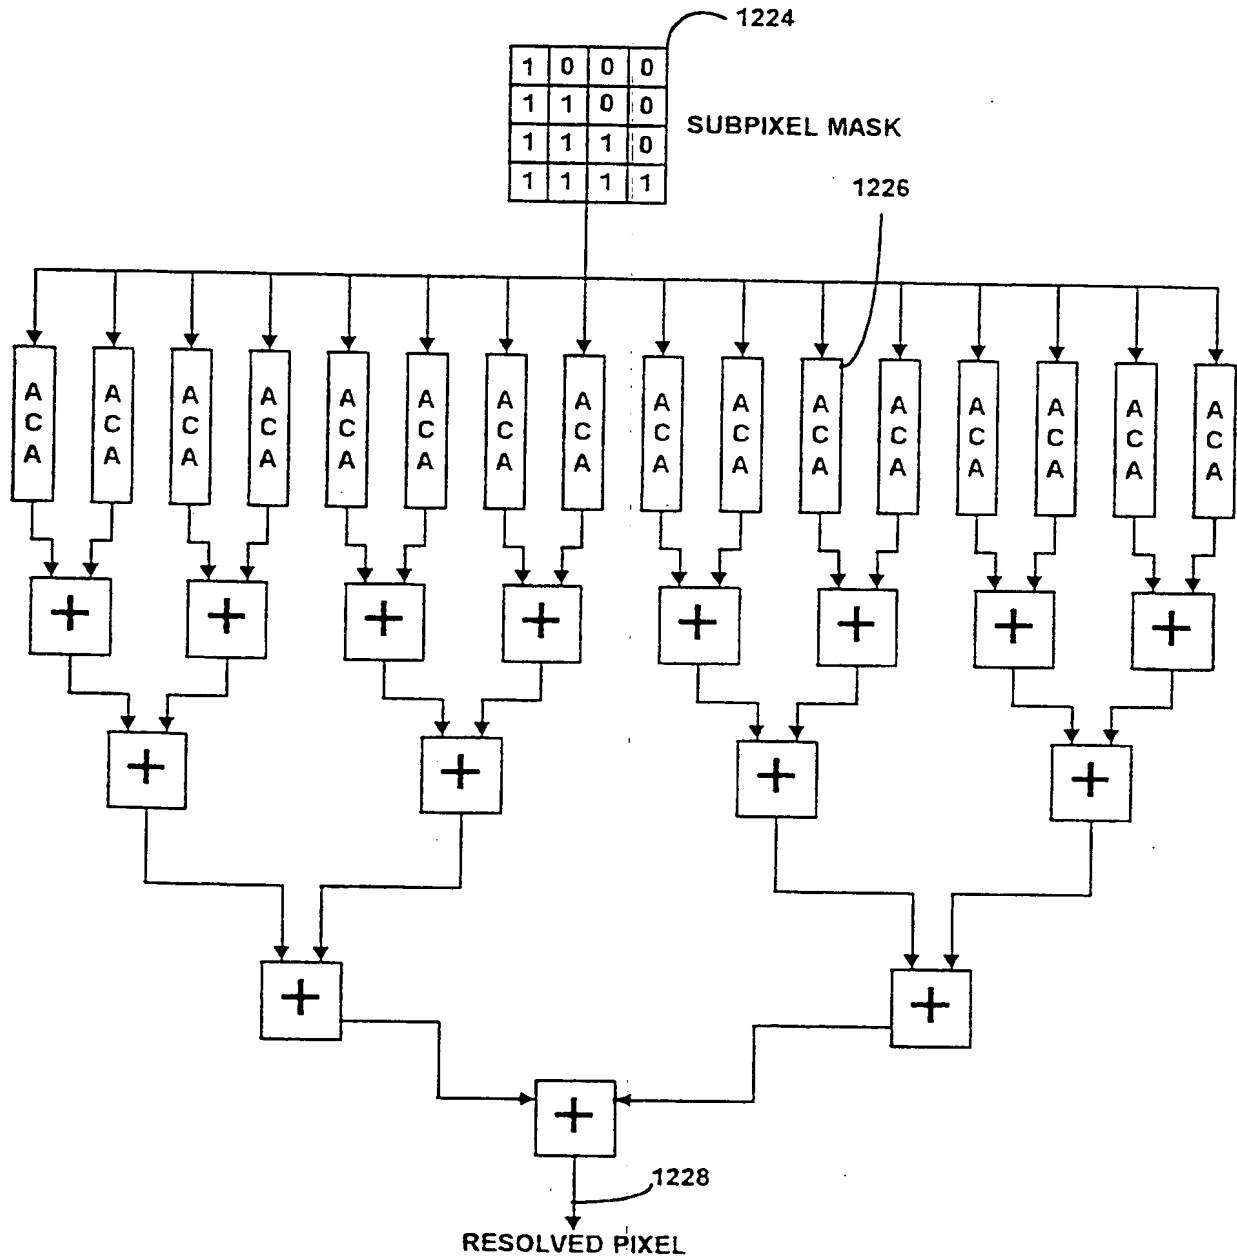 1224
1 0 0 0
1 1 0 0
1 1 1 0
1 1 1 1
SUBPIXEL MASK
1226
ACA ACA ACA ACA ACA ACA ACA ACA ACA ACA ACA ACA ACA ACA ACA ACA
+ + + + + + + +
+ + + +
+ +
+
1228
RESOLVED PIXEL